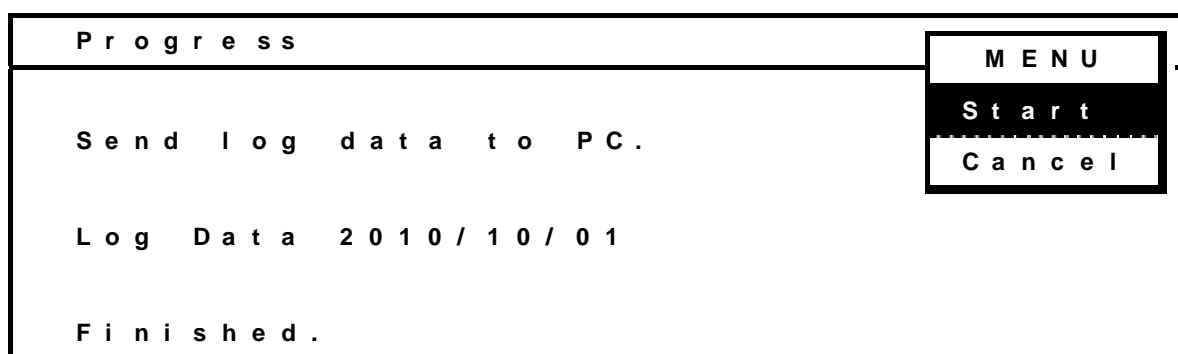 Progress
MENU
Start
Cancel
Send log data to PC.
Log Data 2010/10/01
Finished.